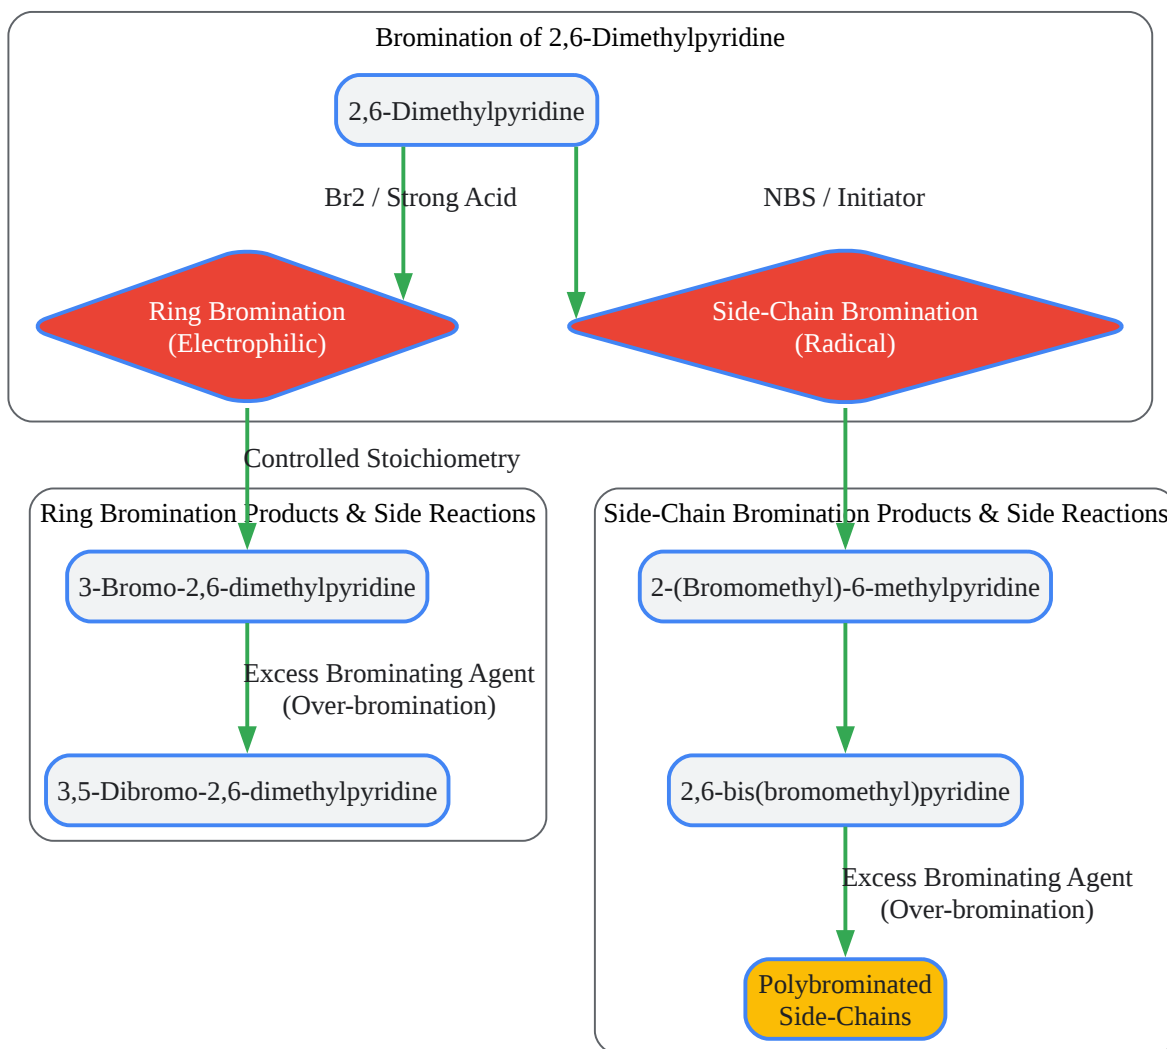 Bromination of 2,6-Dimethylpyridine
2,6-Dimethylpyridine
Br2 / Strong Acid
NBS / Initiator
Ring Bromination
(Electrophilic)
Side-Chain Bromination
(Radical)
Controlled Stoichiometry
Ring Bromination Products & Side Reactions
3-Bromo-2,6-dimethylpyridine
Excess Brominating Agent
(Over-bromination)
3,5-Dibromo-2,6-dimethylpyridine
Side-Chain Bromination Products & Side Reactions
2-(Bromomethyl)-6-methylpyridine
2,6-bis(bromomethyl)pyridine
Excess Brominating Agent
(Over-bromination)
Polybrominated
Side-Chains